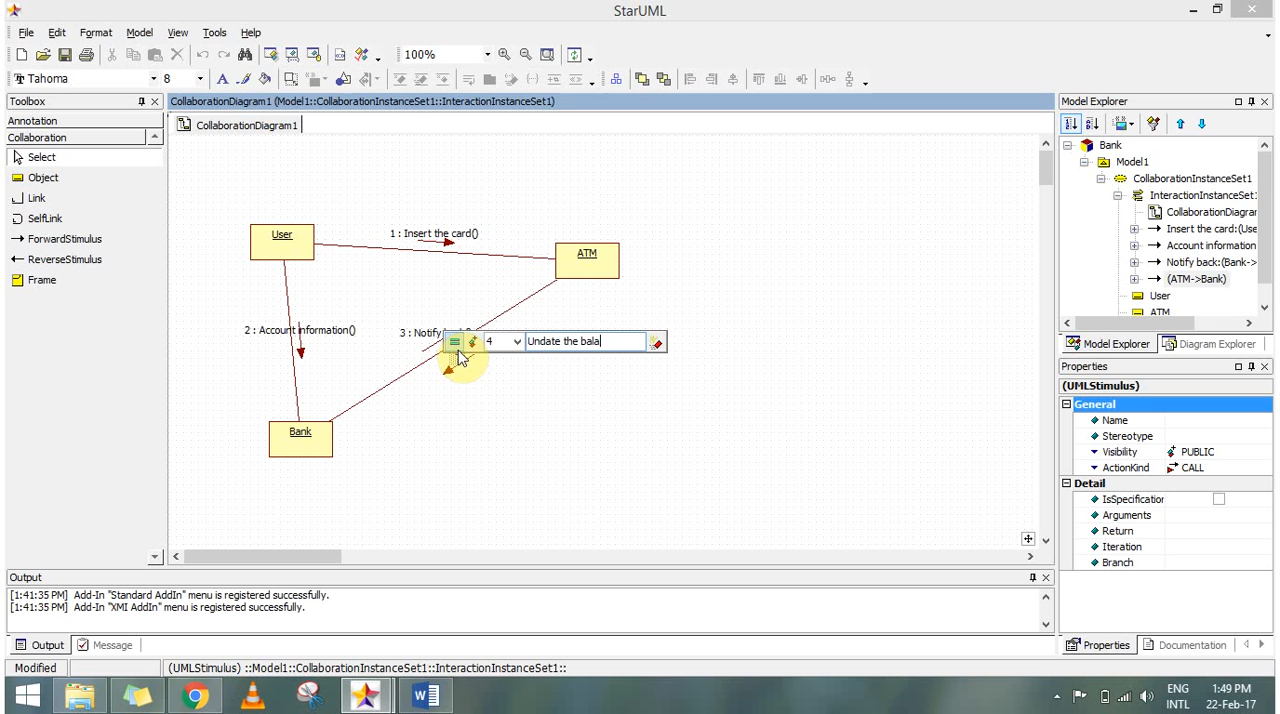 StarUML
File Edit Format Model View Tools Help
100%
Tahoma 8
Toolbox
Annotation
Collaboration
Select
Object
Link
SelfLink
ForwardStimulus
ReverseStimulus
Frame
CollaborationDiagram1 (Model1::CollaborationInstanceSet1::InteractionInstanceSet1)
CollaborationDiagram1
User
1 : Insert the card()
ATM
2 : Account information()
3 : Notify
4 Undate the bala
Bank
Model Explorer
Bank
Model1
CollaborationInstanceSet1
InteractionInstanceSet1
CollaborationDiagram
Insert the card:(User
Account information
Notify back:(Bank->
(ATM->Bank)
User
ATM
Model Explorer Diagram Explorer
Properties
(UMLStimulus)
General
Name
Stereotype
Visibility PUBLIC
ActionKind CALL
Detail
IsSpecification
Arguments
Return
Iteration
Branch
Properties Documentation
Output
[1:41:35 PM] Add-In "Standard AddIn" menu is registered successfully.
[1:41:35 PM] Add-In "XMI AddIn" menu is registered successfully.
Output Message
Modified (UMLStimulus) ::Model1::CollaborationInstanceSet1::InteractionInstanceSet1::
ENG
INTL
1:49 PM
22-Feb-17